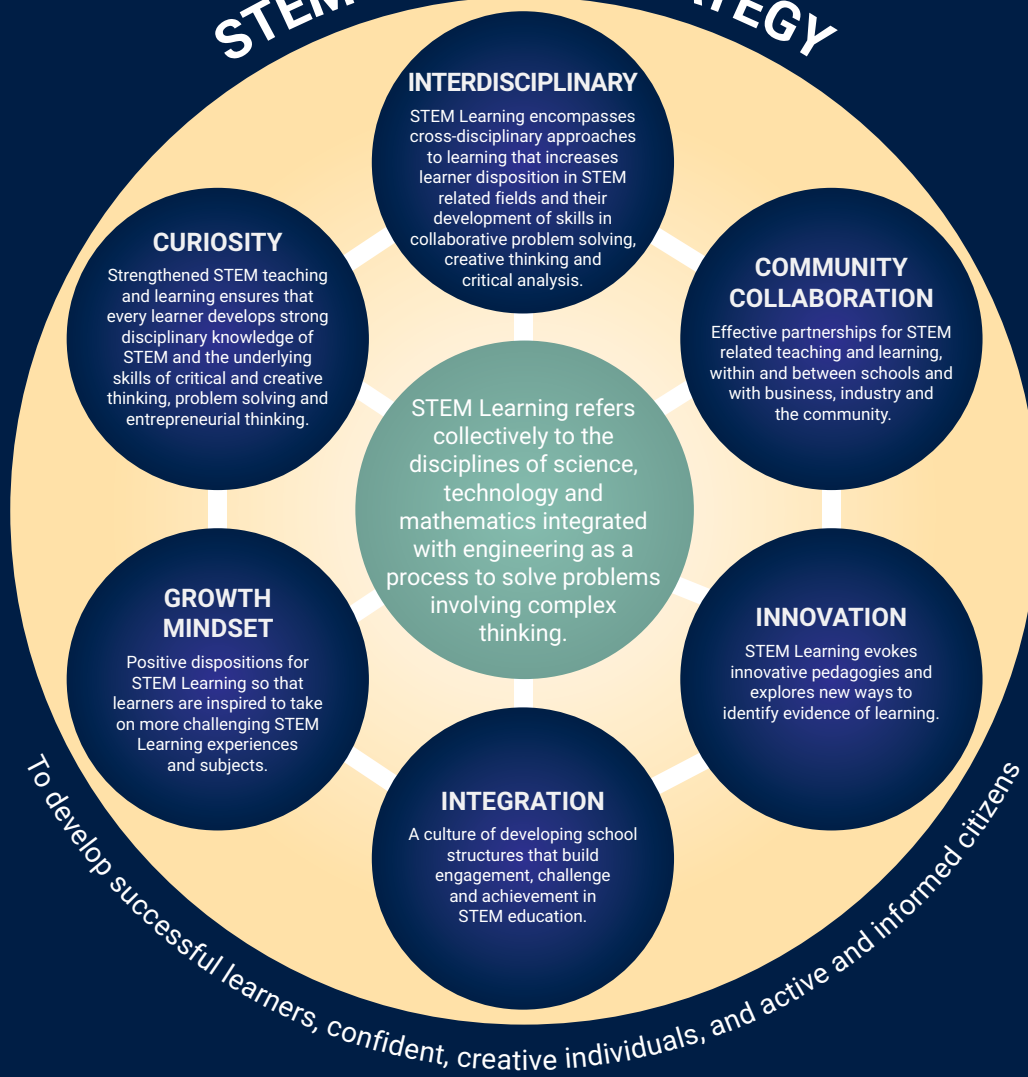 STEM
TEGY
INTERDISCIPLINARY
STEM Learning encompasses
cross-disciplinary approaches
to learning that increases
learner disposition in STEM
related fields and their
development of skills in
collaborative problem solving,
creative thinking and
critical analysis.
CURIOSITY
Strengthened STEM teaching
and learning ensures that
every learner develops strong
disciplinary knowledge of
STEM and the underlying
skills of critical and creative
thinking, problem solving and
entrepreneurial thinking.
COMMUNITY
COLLABORATION
Effective partnerships for STEM
related teaching and learning,
within and between schools and
with business, industry and
the community.
STEM Learning refers
collectively to the
disciplines of science,
technology and
mathematics integrated
with engineering as a
process to solve problems
involving complex
thinking.
GROWTH
MINDSET
Positive dispositions for
STEM Learning so that
learners are inspired to take
on more challenging STEM
Learning experiences
and subjects.
INNOVATION
STEM Learning evokes
innovative pedagogies and
explores new ways to
identify evidence of learning.
INTEGRATION
A culture of developing school
structures that build
engagement, challenge
and achievement in
STEM education.
To develop successful learners, confident, creative individuals, and active and informed citizens